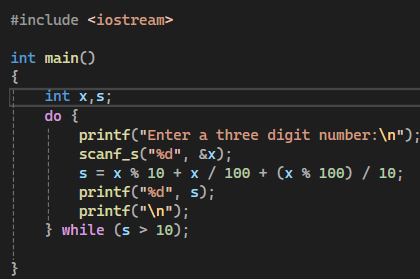 #include <iostream>
int main()
{
int x,s;
do {
printf("Enter a three digit number:\n");
scanf_s("%d", &x);
s = x % 10 + x / 100 + (x % 100) / 10;
printf("%d", s);
printf("\n");
} while (s > 10);
}